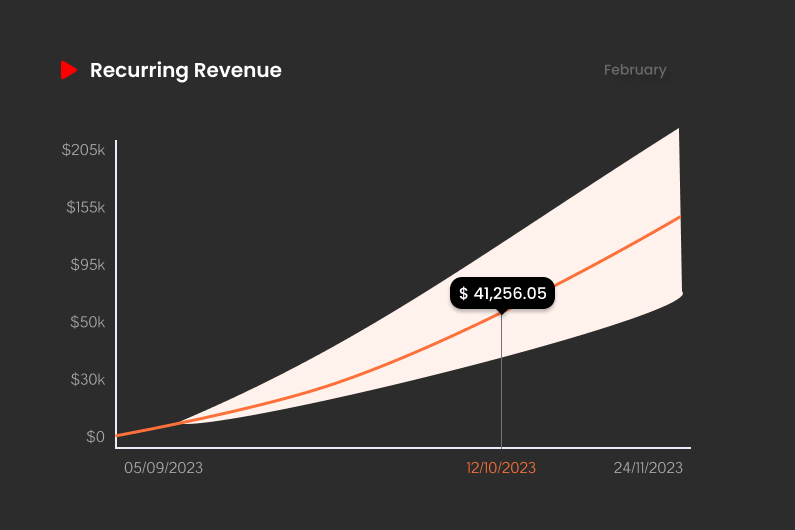 Recurring Revenue
February
$205k
$155k
$95k
$50k
$30k
$0
$ 41,256.05
05/09/2023
12/10/2023
24/11/2023